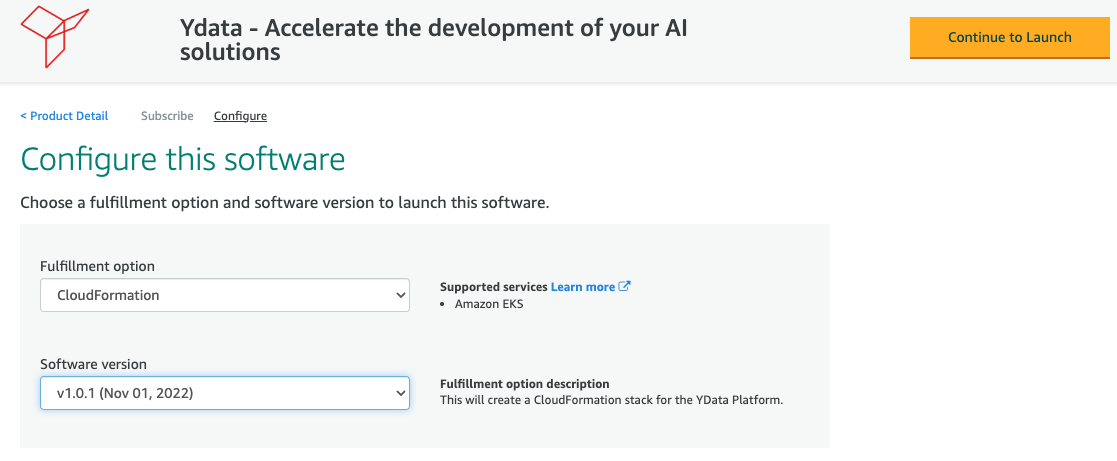 Ydata - Accelerate the development of your AI
solutions
Continue to Launch
< Product Detail
Subscribe
Configure
Configure this software
Choose a fulfillment option and software version to launch this software.
Fulfillment option
CloudFormation
Supported services Learn more
• Amazon EKS
Software version
v1.0.1 (Nov 01, 2022)
Fulfillment option description
This will create a CloudFormation stack for the YData Platform.